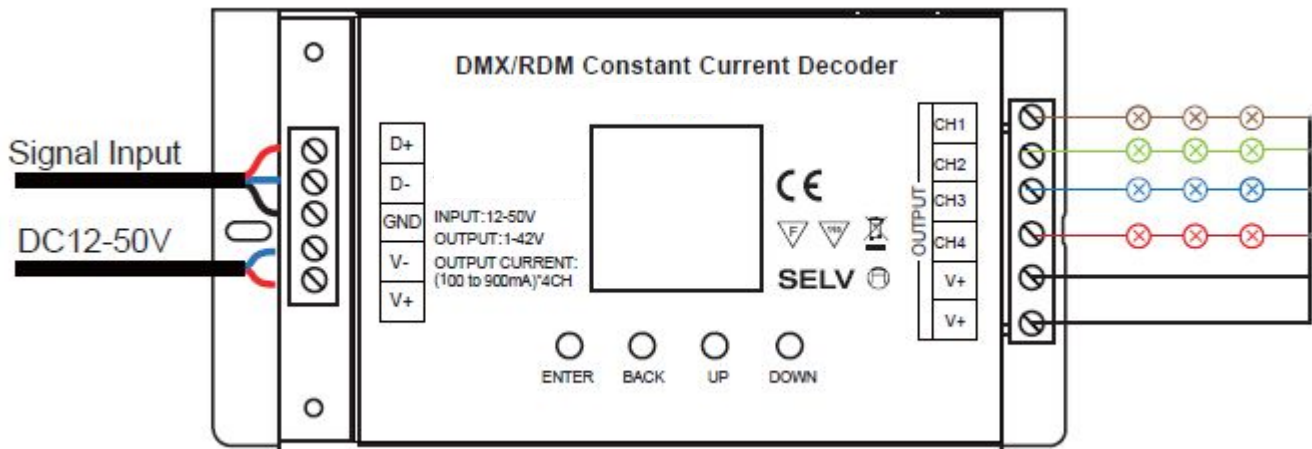 DMX/RDM Constant Current Decoder
Signal Input
DC12-50V
D+
D-
GND
V-
V+
INPUT:12-50V
OUTPUT:1-42V
OUTPUT CURRENT:
(100 to 900mA)*4CH
CE
F
SELV
ENTER
BACK
UP
DOWN
OUTPUT
CH1
CH2
CH3
CH4
V+
V+